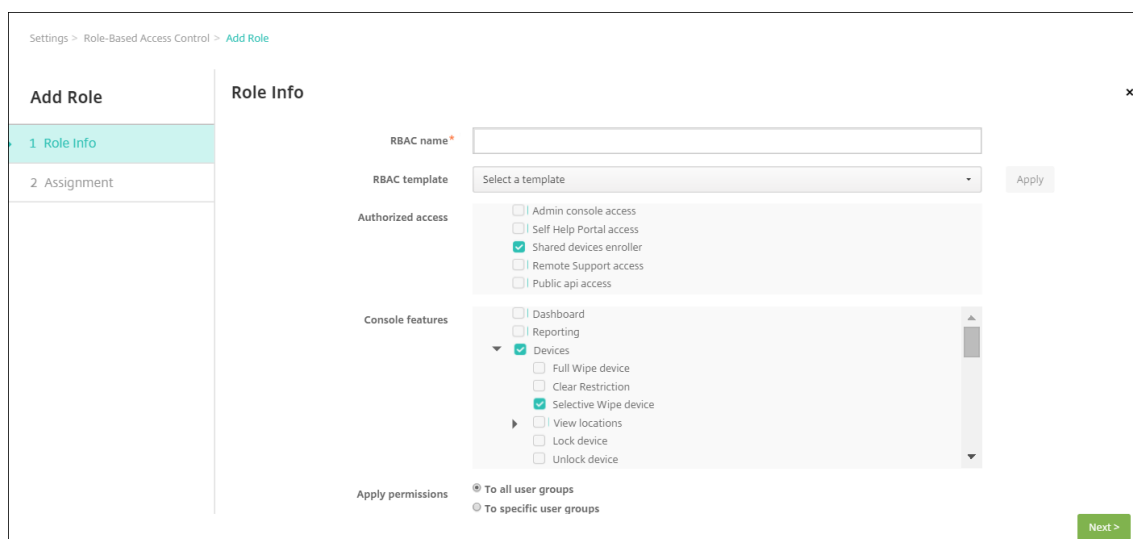 Settings > Role-Based Access Control > Add Role
Add Role
1 Role Info
2 Assignment
Role Info
×
RBAC name*
RBAC template Select a template Apply
Authorized access
Admin console access
Self Help Portal access
Shared devices enroller
Remote Support access
Public api access
Console features
Dashboard
Reporting
Devices
Full Wipe device
Clear Restriction
Selective Wipe device
View locations
Lock device
Unlock device
Apply permissions
To all user groups
To specific user groups
Next >